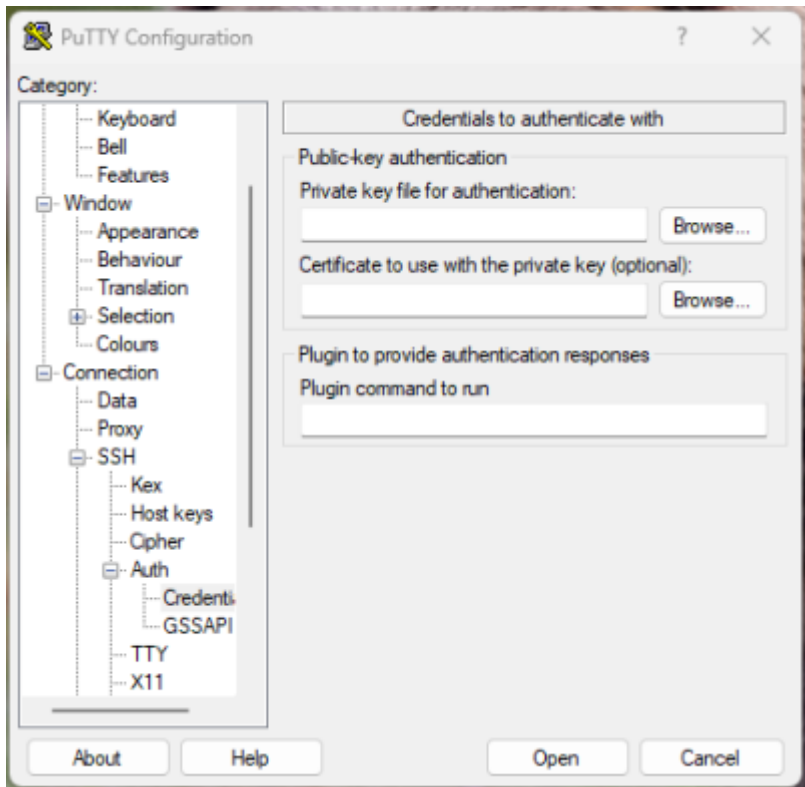 PuTTY Configuration
?
Category:
Keyboard
Bell
Features
Window
Appearance
Behaviour
Translation
Selection
Colours
Connection
Data
Proxy
SSH
Kex
Host keys
Cipher
Auth
Credenti
GSSAPI
TTY
X11
Credentials to authenticate with
Public-key authentication
Private key file for authentication:
Browse...
Certificate to use with the private key (optional):
Browse...
Plugin to provide authentication responses
Plugin command to run
About
Help
Open
Cancel